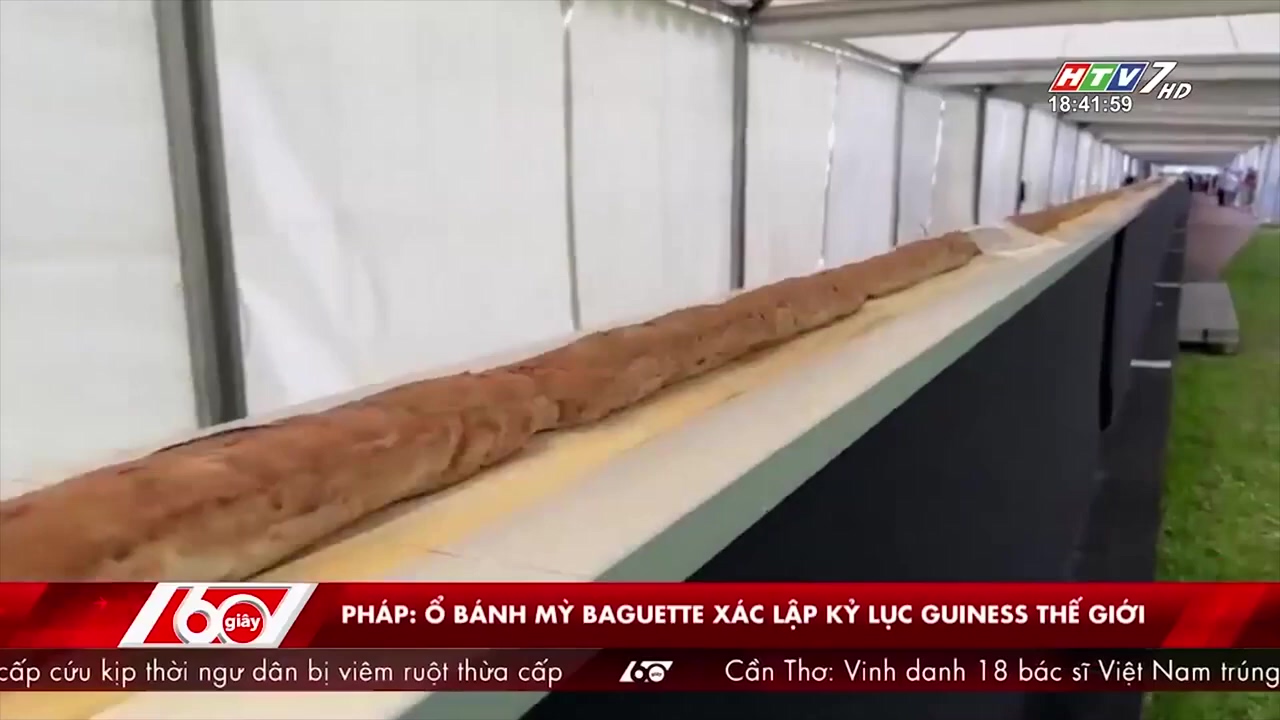 HTV7 HD
18:41:59
60 giây
PHÁP: Ổ BÁNH MỲ BAGUETTE XÁC LẬP KỶ LỤC GUINESS THẾ GIỚI
cấp cứu kịp thời ngư dân bị viêm ruột thừa cấp 60 giây Cần Thơ: Vinh danh 18 bác sĩ Việt Nam trúng